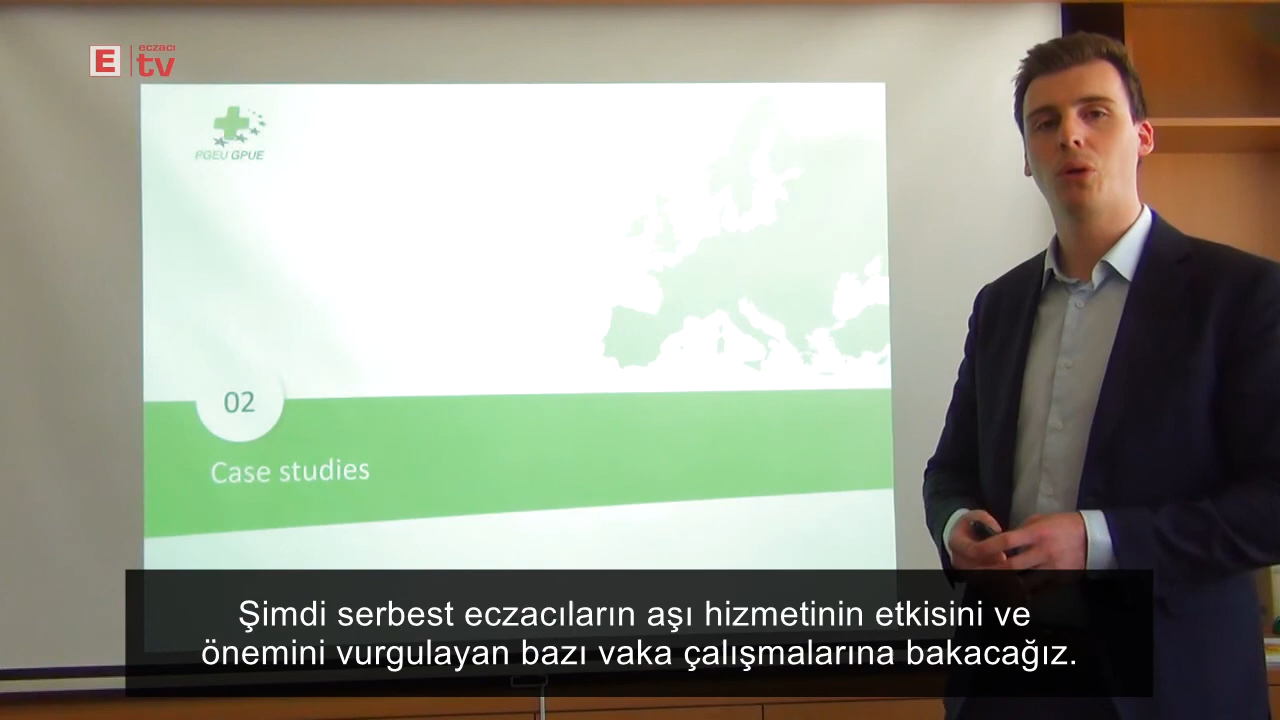 E
eczacı
tv
PGEU GPUE
02
Case studies
Şimdi serbest eczacıların aşı hizmetinin etkisini ve
önemini vurgulayan bazı vaka çalışmalarına bakacağız.